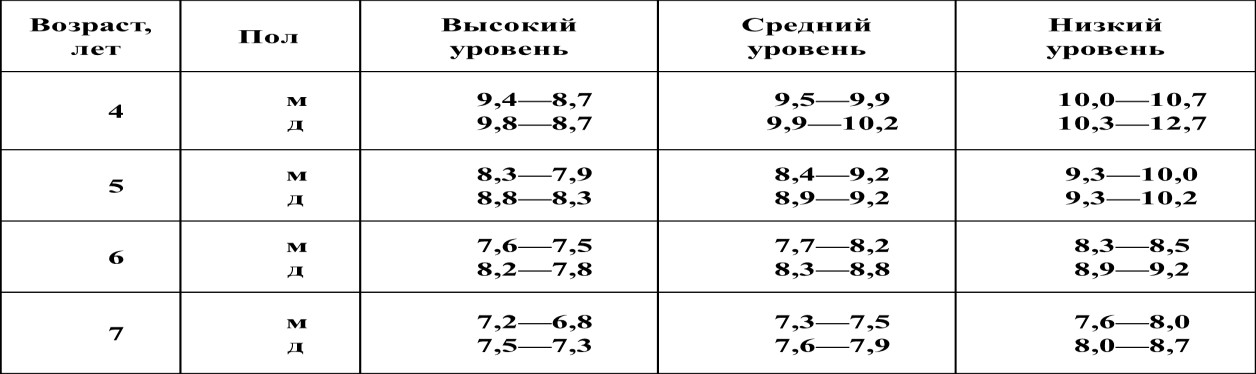 Возраст, лет | Пол | Высокий уровень | Средний уровень | Низкий уровень
4 | м | 9,4—8,7 | 9,5—9,9 | 10,0—10,7
д | 9,8—8,7 | 9,9—10,2 | 10,3—12,7
5 | м | 8,3—7,9 | 8,4—9,2 | 9,3—10,0
д | 8,8—8,3 | 8,9—9,2 | 9,3—10,2
6 | м | 7,6—7,5 | 7,7—8,2 | 8,3—8,5
д | 8,2—7,8 | 8,3—8,8 | 8,9—9,2
7 | м | 7,2—6,8 | 7,3—7,5 | 7,6—8,0
д | 7,5—7,3 | 7,6—7,9 | 8,0—8,7